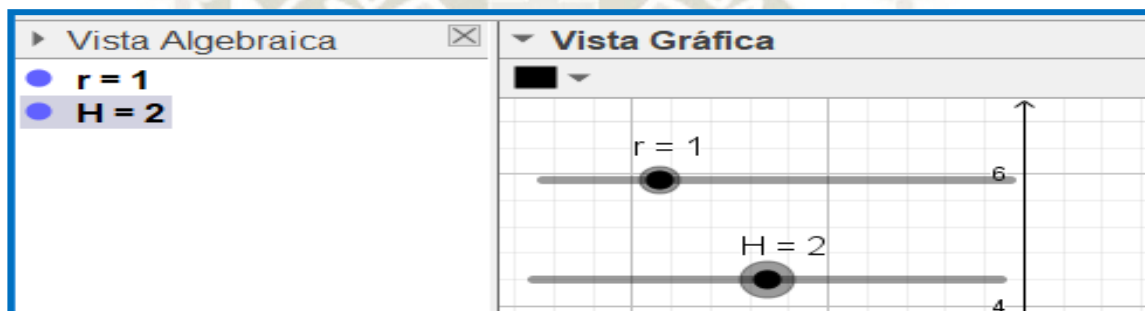 Vista Algebraica
r = 1
H = 2
Vista Gráfica
r = 1
6
H = 2
4